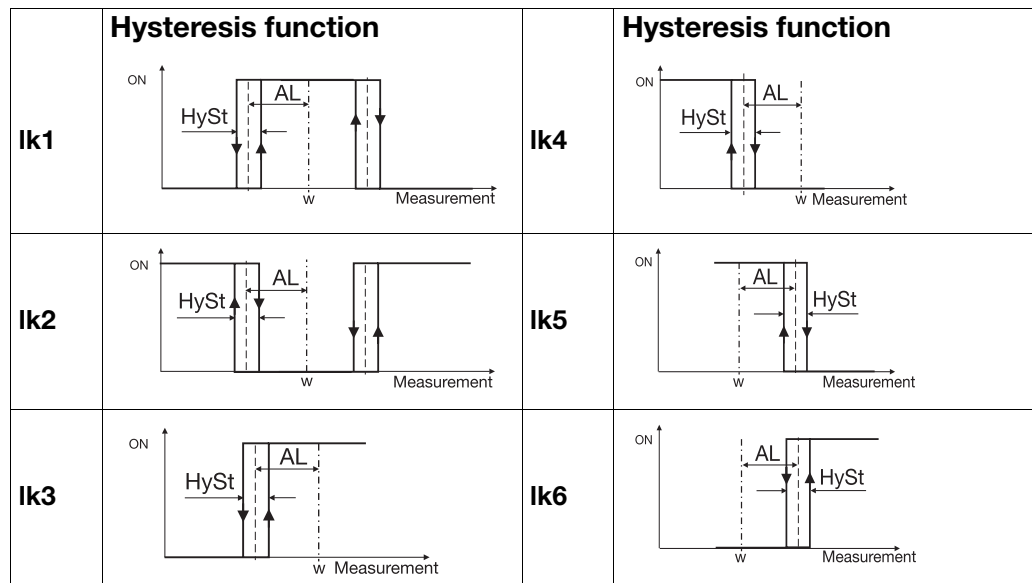 Hysteresis function
Hysteresis function
lk1
ON
AL
HySt
w
Measurement
lk4
ON
AL
HySt
w Measurement
lk2
ON
AL
HySt
w
Measurement
lk5
ON
AL
HySt
w
Measurement
lk3
ON
AL
HySt
w Measurement
lk6
ON
AL
HySt
w
Measurement